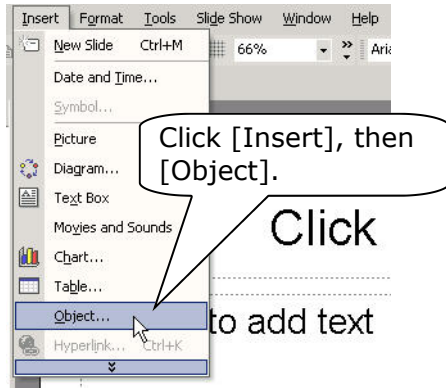 Insert Format Tools Slide Show Window Help
New Slide Ctrl+M
66%
Date and Time...
Symbol...
Picture
Click [Insert], then
[Object].
Diagram...
Text Box
Movies and Sounds
Click
Chart...
Table...
Object...
to add text
Hyperlink... Ctrl+K